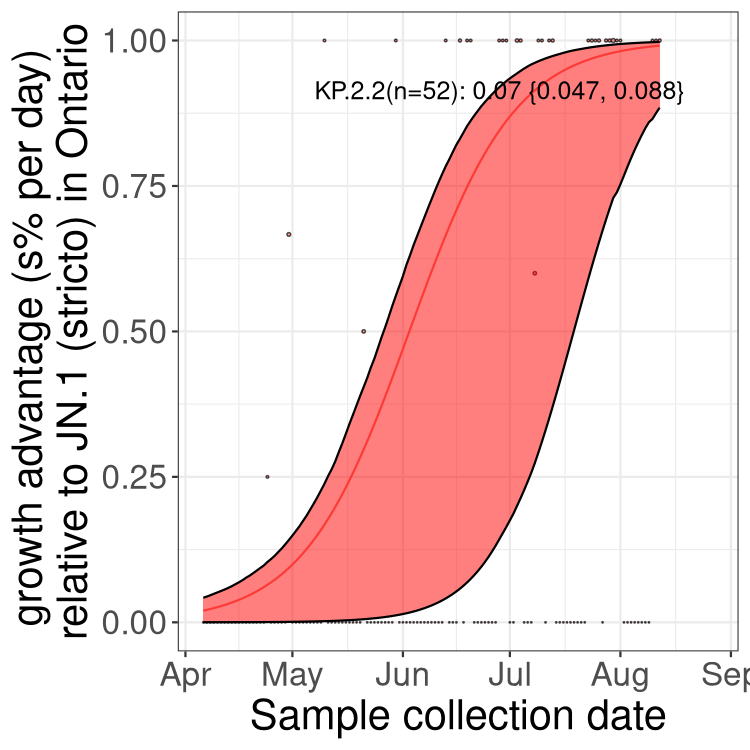 growth advantage (s% per day)
relative to JN.1 (stricto) in Ontario
1.00
0.75
0.50
0.25
0.00
KP.2.2(n=52): 0.07 {0.047, 0.088}
Apr May Jun Jul Aug Sep
Sample collection date